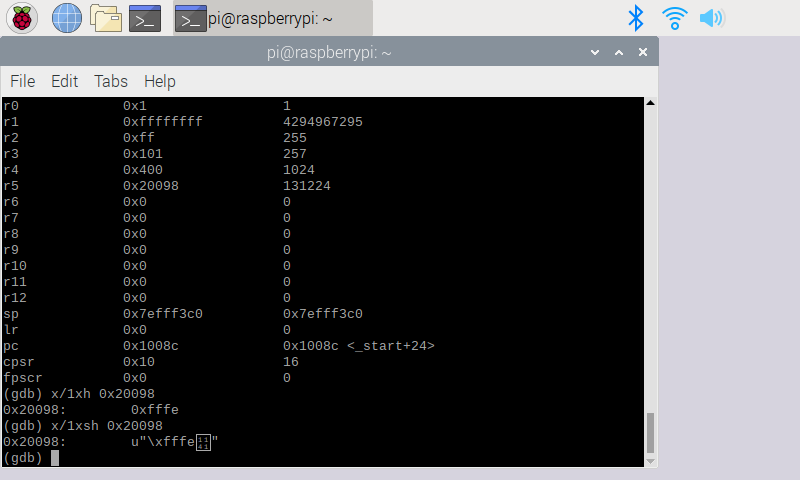 pi@raspberrypi: ~
pi@raspberrypi: ~
File Edit Tabs Help
r0 0x1 1
r1 0xffffffff 4294967295
r2 0xff 255
r3 0x101 257
r4 0x400 1024
r5 0x20098 131224
r6 0x0 0
r7 0x0 0
r8 0x0 0
r9 0x0 0
r10 0x0 0
r11 0x0 0
r12 0x0 0
sp 0x7efff3c0 0x7efff3c0
lr 0x0 0
pc 0x1008c 0x1008c <_start+24>
cpsr 0x10 16
fpscr 0x0 0
(gdb) x/1xh 0x20098
0x20098: 0xfffe
(gdb) x/1xsh 0x20098
0x20098: u"\xfffeᅁ"
(gdb)